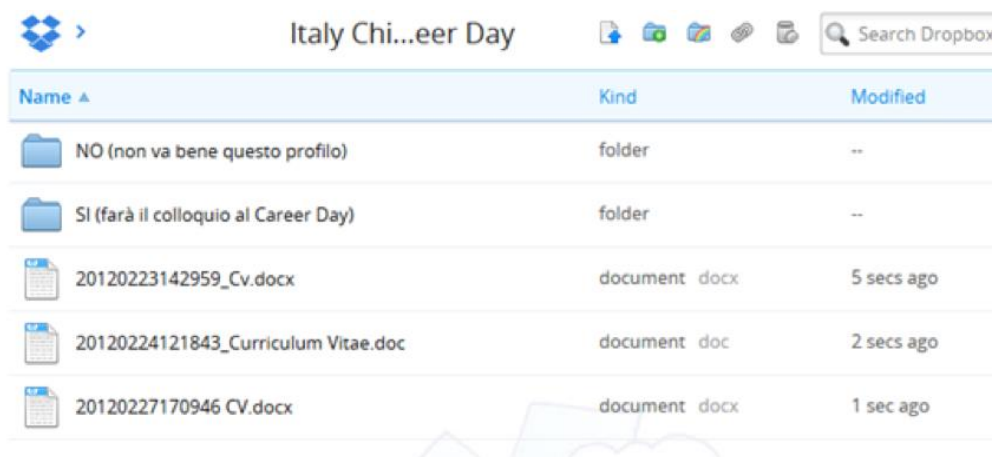 Italy Chi...eer Day
Search Dropbox
Name Kind Modified
NO (non va bene questo profilo) folder --
SI (farà il colloquio al Career Day) folder --
20120223142959_Cv.docx document docx 5 secs ago
20120224121843_Curriculum Vitae.doc document doc 2 secs ago
20120227170946 CV.docx document docx 1 sec ago